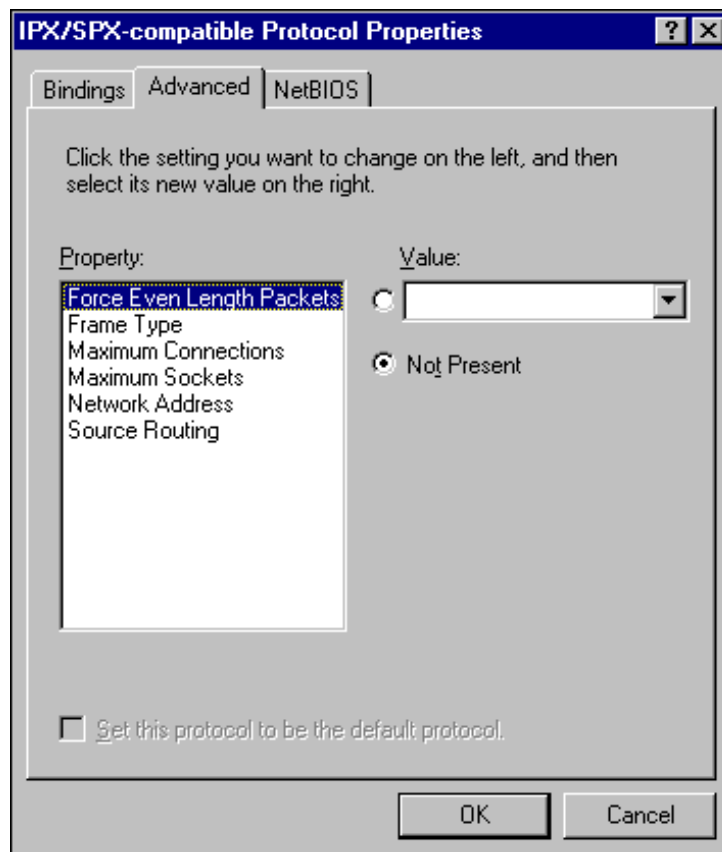 IPX/SPX-compatible Protocol Properties
Bindings Advanced NetBIOS
Click the setting you want to change on the left, and then
select its new value on the right.
Property: Value:
Force Even Length Packets
Frame Type
Maximum Connections
Not Present
Maximum Sockets
Network Address
Source Routing
Set this protocol to be the default protocol.
OK Cancel